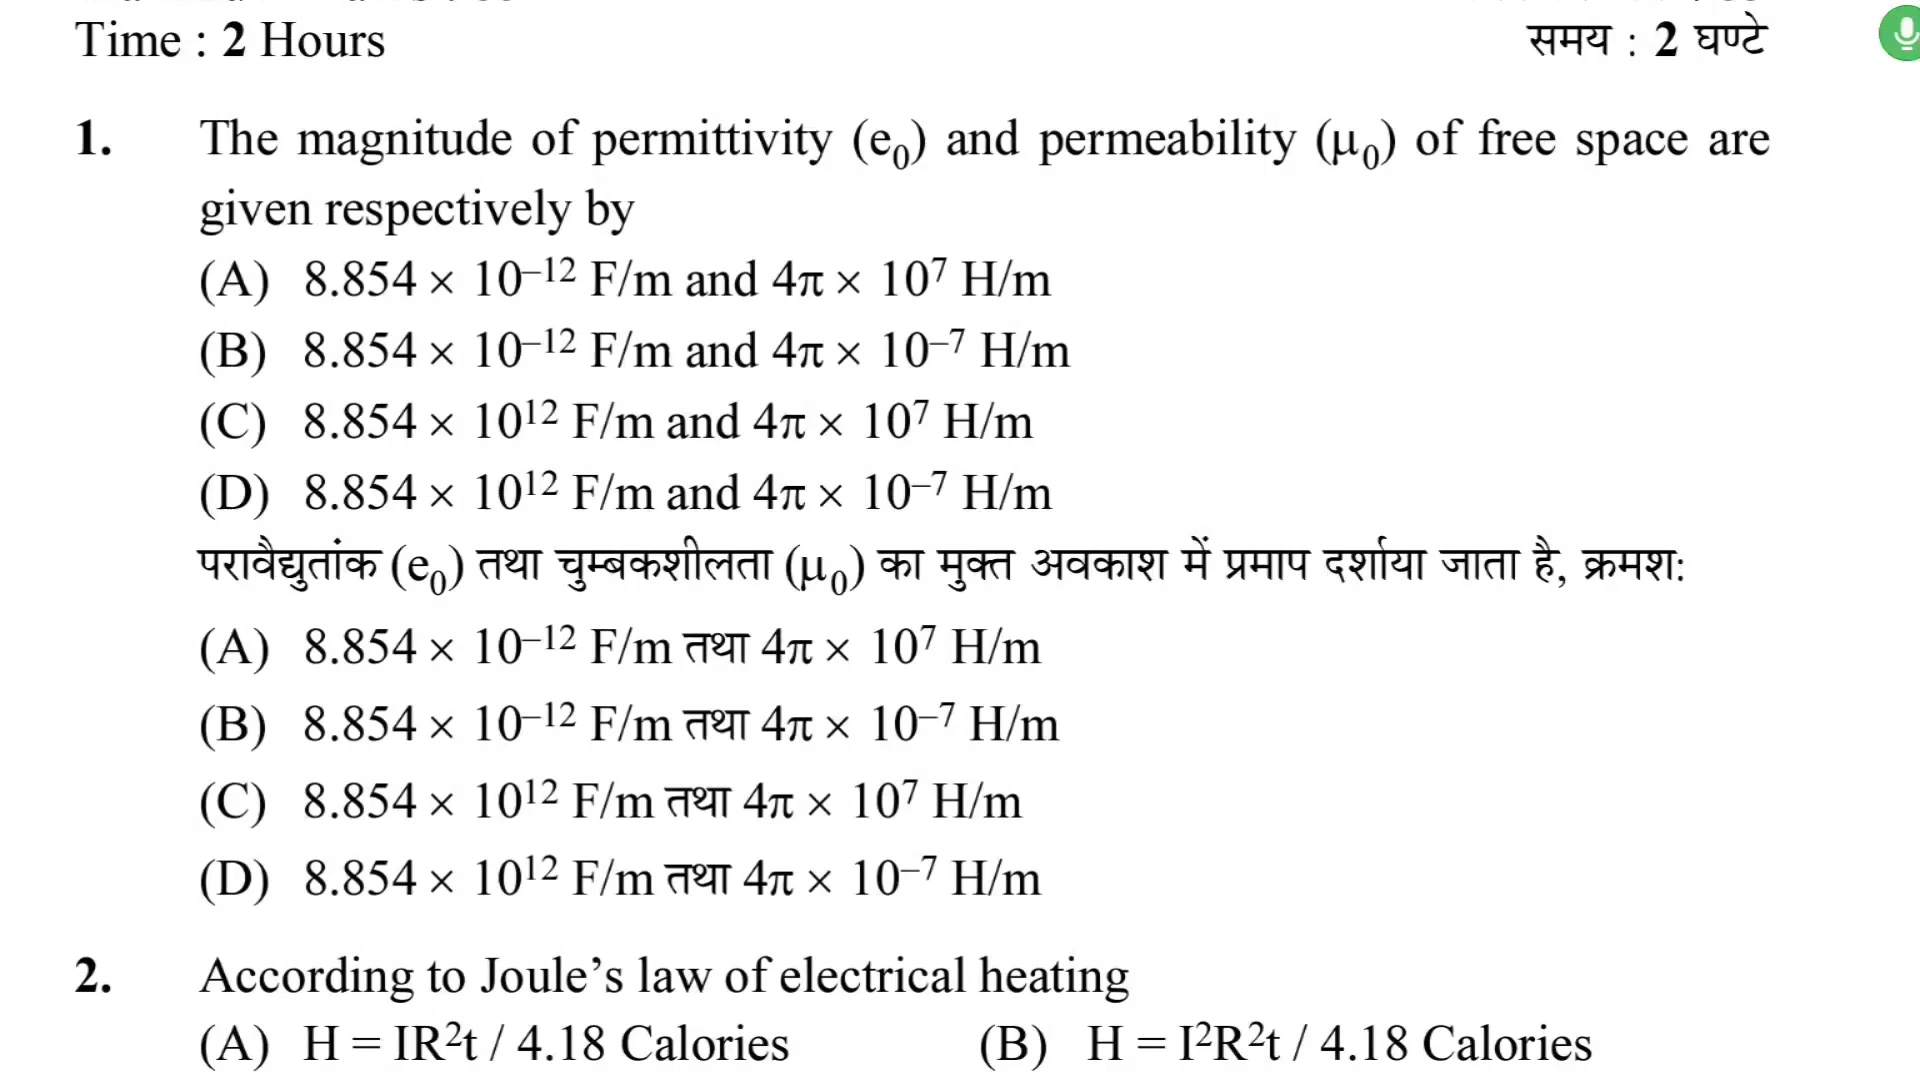 Time : 2 Hours
समय : 2 घण्टे
1. The magnitude of permittivity (e₀) and permeability (μ₀) of free space are
given respectively by
(A) 8.854 × 10⁻¹² F/m and 4π × 10⁷ H/m
(B) 8.854 × 10⁻¹² F/m and 4π × 10⁻⁷ H/m
(C) 8.854 × 10¹² F/m and 4π × 10⁷ H/m
(D) 8.854 × 10¹² F/m and 4π × 10⁻⁷ H/m
परावैद्युतांक (e₀) तथा चुम्बकशीलता (μ₀) का मुक्त अवकाश में प्रमाप दर्शाया जाता है, क्रमश:
(A) 8.854 × 10⁻¹² F/m तथा 4π × 10⁷ H/m
(B) 8.854 × 10⁻¹² F/m तथा 4π × 10⁻⁷ H/m
(C) 8.854 × 10¹² F/m तथा 4π × 10⁷ H/m
(D) 8.854 × 10¹² F/m तथा 4π × 10⁻⁷ H/m
2. According to Joule’s law of electrical heating
(A) H = IR²t / 4.18 Calories (B) H = I²R²t / 4.18 Calories